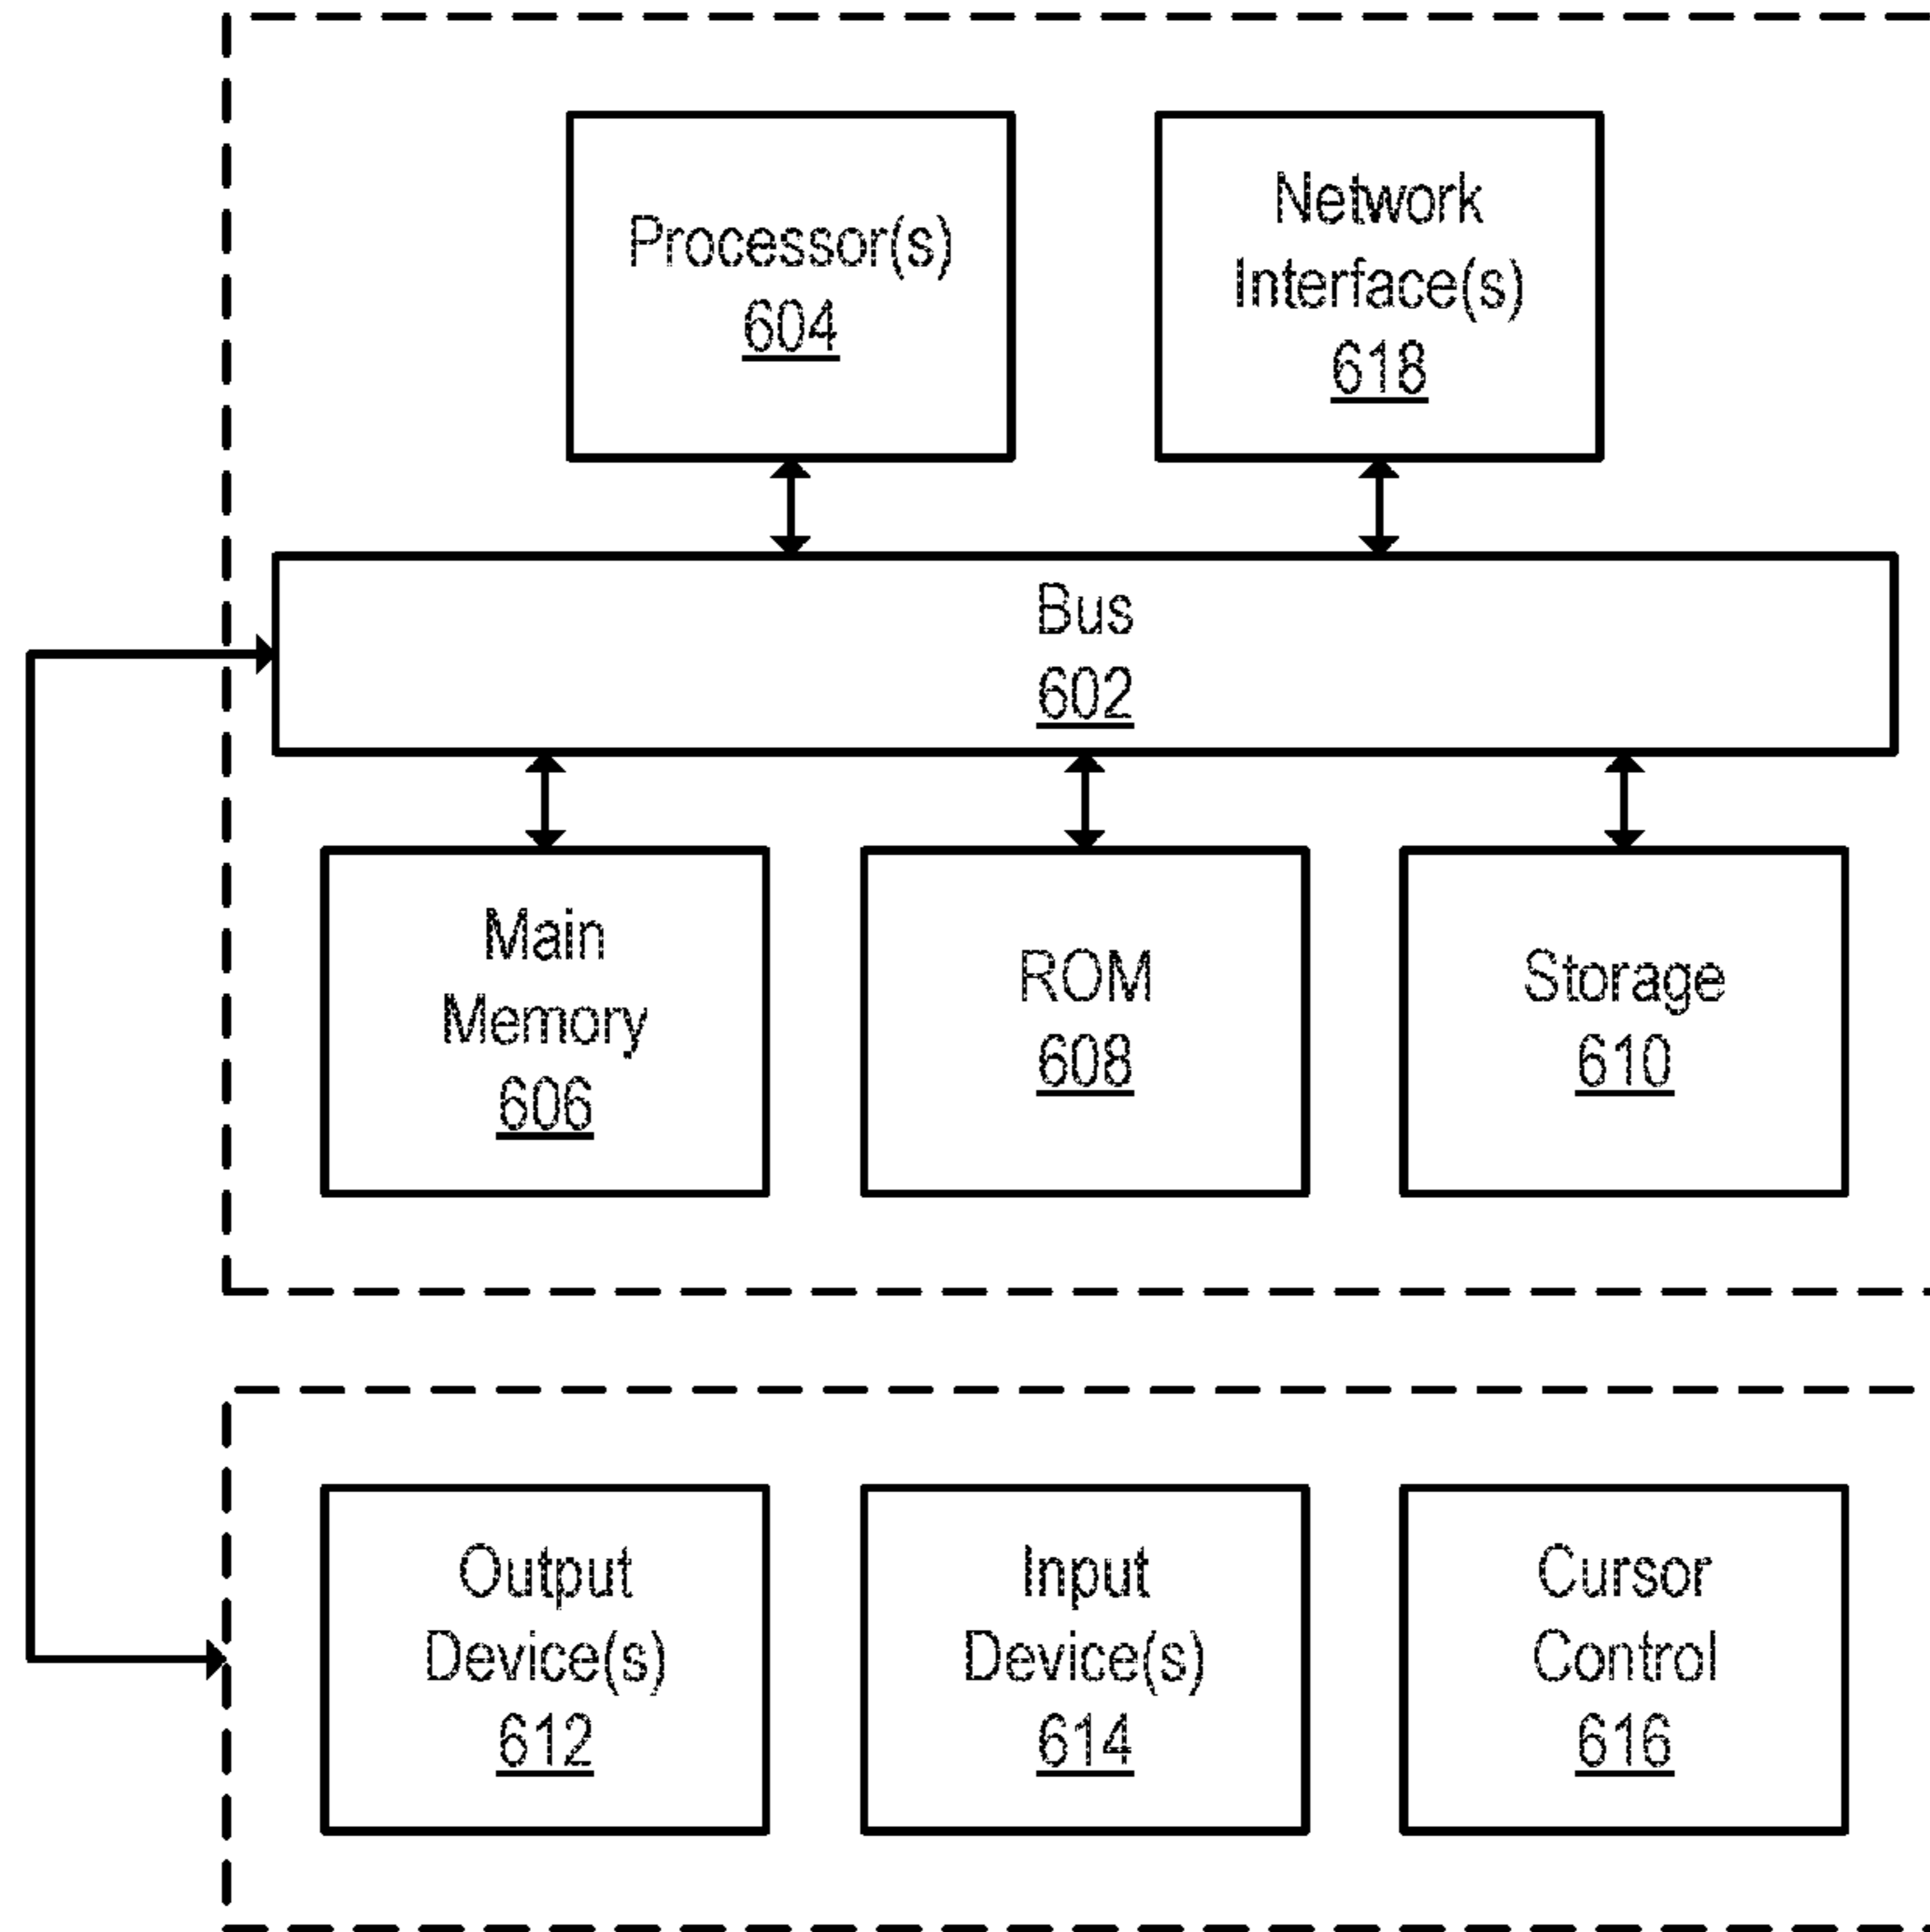 Processor(s)
604
Network
Interface(s)
618
Bus
602
Main
Memory
606
ROM
608
Storage
610
Output
Device(s)
612
Input
Device(s)
614
Cursor
Control
616